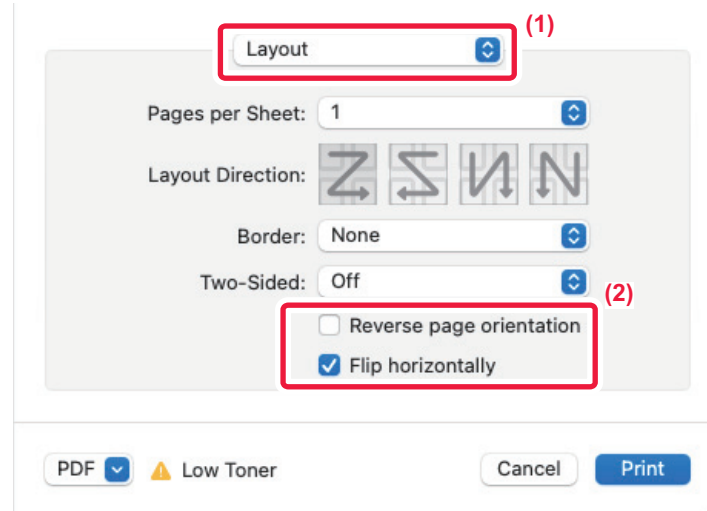 (1)
Layout
Pages per Sheet: 1
Layout Direction:
Border: None
Two-Sided: Off
(2)
Reverse page orientation
Flip horizontally
PDF Low Toner Cancel Print